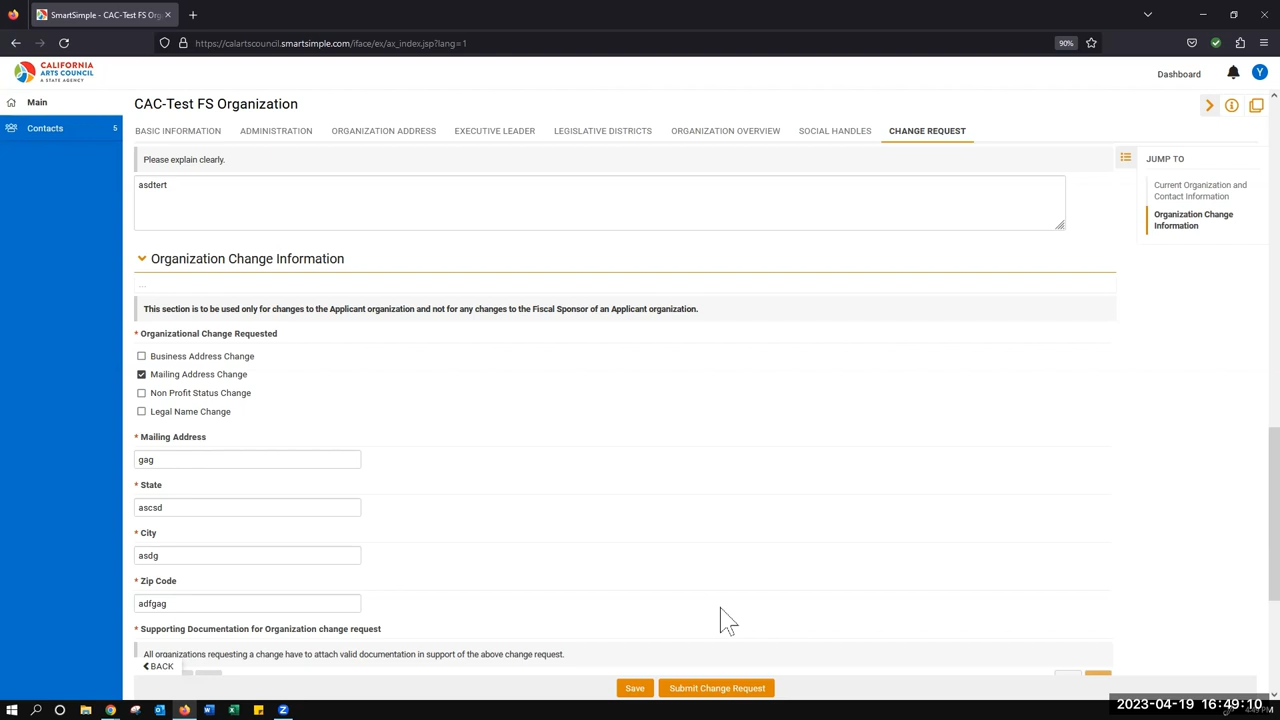 SmartSimple - CAC-Test FS Org
https://calartscouncil.smartsimple.com/iface/ex/ax_index.jsp?lang=1
90%
CALIFORNIA
ARTS COUNCIL
A STATE AGENCY
Dashboard
Y
Main
Contacts 5
CAC-Test FS Organization
BASIC INFORMATION ADMINISTRATION ORGANIZATION ADDRESS EXECUTIVE LEADER LEGISLATIVE DISTRICTS ORGANIZATION OVERVIEW SOCIAL HANDLES CHANGE REQUEST
Please explain clearly.
asdtert
JUMP TO
Current Organization and
Contact Information
Organization Change
Information
Organization Change Information
...
This section is to be used only for changes to the Applicant organization and not for any changes to the Fiscal Sponsor of an Applicant organization.
* Organizational Change Requested
Business Address Change
Mailing Address Change
Non Profit Status Change
Legal Name Change
* Mailing Address
gag
* State
ascsd
* City
asdg
* Zip Code
adfgag
* Supporting Documentation for Organization change request
All organizations requesting a change have to attach valid documentation in support of the above change request.
BACK
Save Submit Change Request
2023-04-19 16:49:10